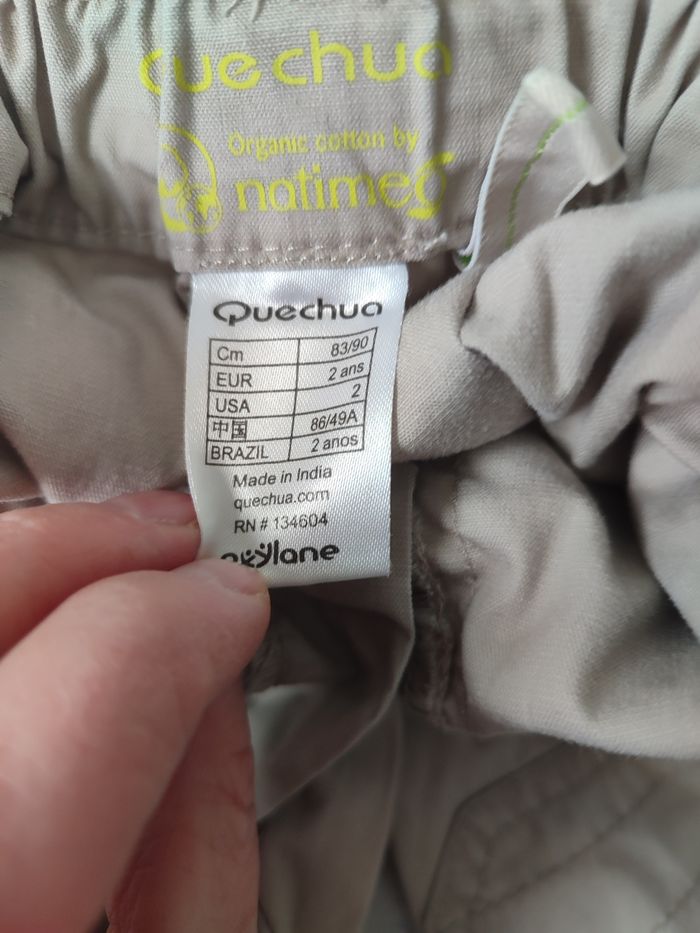 Quechua
Organic cotton by
natimeo
Quechua
Cm 83/90
EUR 2 ans
USA 2
中国 86/49A
BRAZIL 2 anos
Made in India
quechua.com
RN # 134604
oxylane